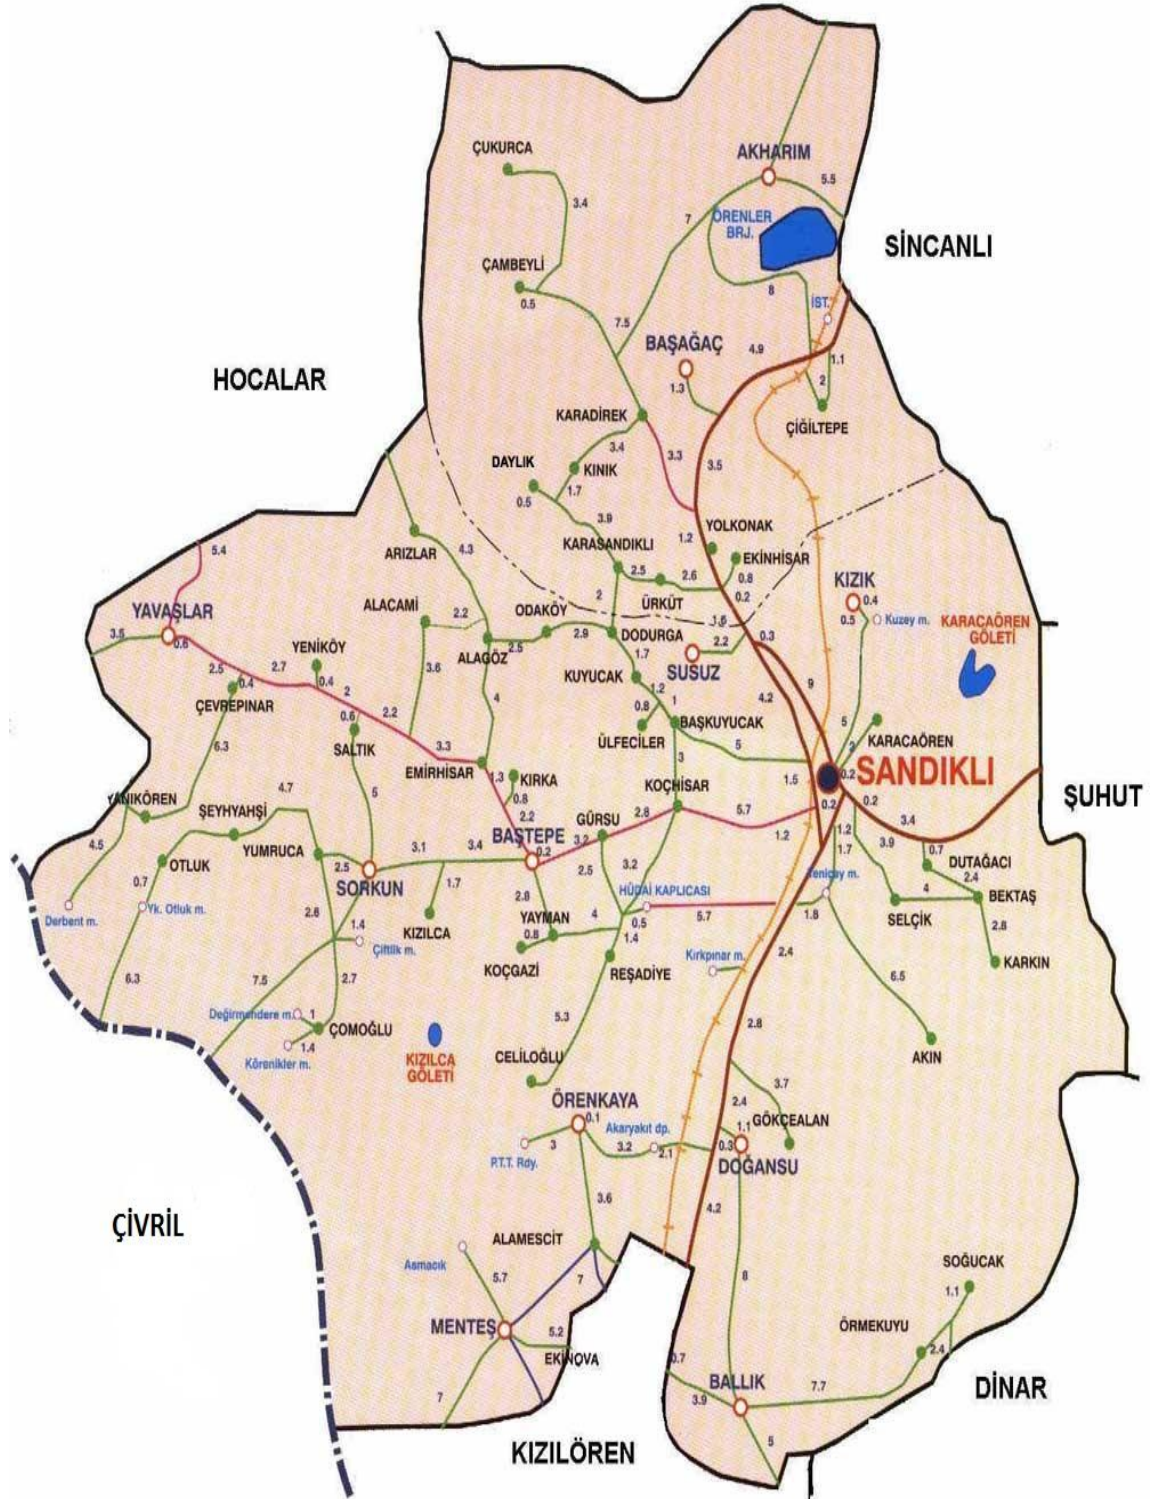 ÇUKURCA
AKHARIM
5.5
3.4
7
ÖRENLER
BRJ.
SİNCANLI
ÇAMBEYLİ
0.5
8
İST.
7.5
BAŞAĞAÇ
4.9
1.1
HOCALAR
1.3
2
KARADİREK
ÇİĞİLTEPE
3.4
3.3
3.5
DAYLIK
KINIK
0.5
1.7
3.9
YOLKONAK
5.4
ARIZLAR
4.3
KARASANDIKLI
1.2
EKİNHİSAR
2.5
2.6
0.8
KIZIK
0.4
YAVAŞLAR
ALACAMİ
2.2
ODAKÖY
2
ÜRKÜT
0.2
0.5
Kuzey m.
KARACAÖREN
GÖLETİ
3.5
0.6
2.5
2.9
DODURGA
1.6
2.2
0.3
YENİKÖY
ALAGÖZ
1.7
SUSUZ
2.5
2.7
0.4
0.4
3.6
KUYUCAK
1.2
9
ÇEVREPINAR
2
0.6
2.2
4
0.8
1
4.2
BAŞKUYUCAK
5
6.3
SALTIK
3.3
ÜLFECİLER
5
3
KARACAÖREN
EMİRHİSAR
1.3
KIRKA
3
KOÇHİSAR
1.5
0.2
SANDIKLI
ŞUHUT
YANIKÖREN
4.7
5
0.8
2.2
0.2
0.2
ŞEYHYAHŞİ
GÜRSU
2.8
5.7
3.4
4.5
YUMRUCA
BAŞTEPE
0.2
3.2
1.2
1.2
1.7
3.9
0.7
OTLUK
2.5
3.1
3.4
2.5
3.2
DUTAĞACI
0.7
SORKUN
1.7
2.8
HÜDAİ KAPLICASI
Yeniçay m.
2.4
4
BEKTAŞ
Derbent m.
Yk. Otluk m.
2.6
1.4
YAYMAN
4
0.5
5.7
1.8
SELÇİK
KIZILCA
0.8
1.4
2.8
Çiftlik m.
KOÇGAZİ
Kırkpınar m.
2.4
KARKIN
6.3
7.5
2.7
REŞADİYE
6.5
Değirmendere m.
1
ÇOMOĞLU
5.3
2.8
Körenikler m.
1.4
KIZILCA
GÖLETİ
CELİLOĞLU
AKIN
ÖRENKAYA
0.1
3.7
2.4
Akaryakıt dp.
1.1
GÖKÇEALAN
3
3.2
2.1
0.3
P.T.T. Rdy.
DOĞANSU
3.6
4.2
ÇİVRİL
ALAMESCİT
Asmacık
5.7
7
8
SOĞUCAK
1.1
MENTEŞ
5.2
ÖRMEKUYU
EKİNOVA
2.4
0.7
BALLIK
7.7
DİNAR
7
3.9
5
KIZILÖREN